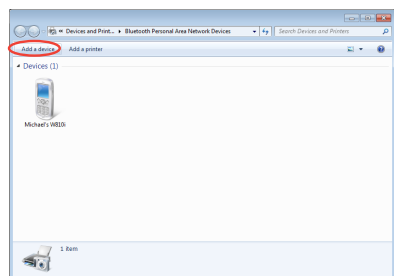 « Devices and Print... ▸ Bluetooth Personal Area Network Devices
Search Devices and Printers
Add a device
Add a printer
Devices (1)
Michael's W810i
1 item